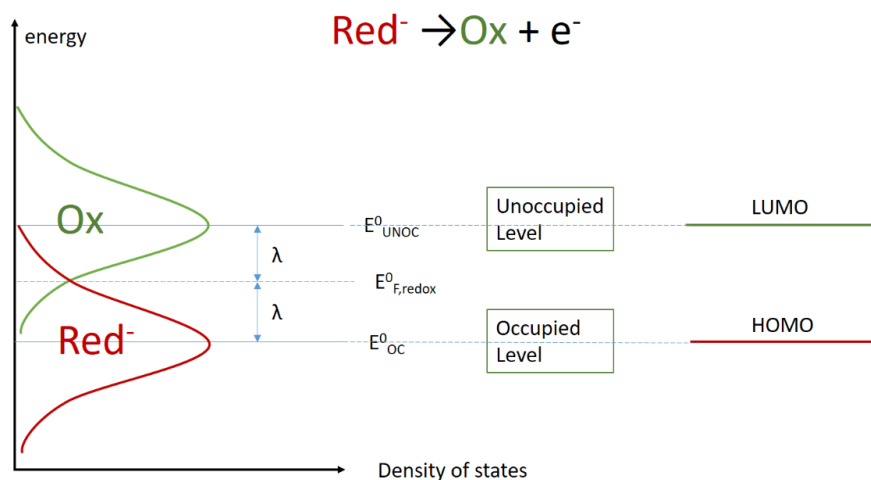 energy
Red⁻ →Ox + e⁻
Ox
Red⁻
λ
λ
E⁰UNOC
E⁰F,redox
E⁰OC
Unoccupied
Level
Occupied
Level
LUMO
HOMO
Density of states